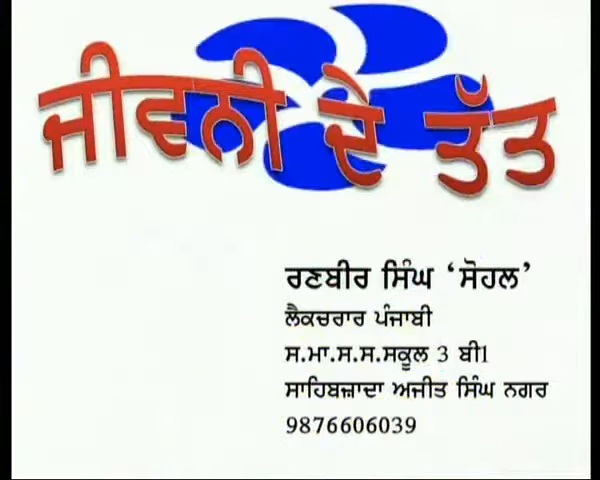 ਜੀਵਨੀ ਦੇ ਤੱਤ
ਰਣਬੀਰ ਸਿੰਘ ‘ਸੋਹਲ’
ਲੈਕਚਰਾਰ ਪੰਜਾਬੀ
ਸ.ਮਾ.ਸ.ਸ.ਸਕੂਲ 3 ਬੀ1
ਸਾਹਿਬਜ਼ਾਦਾ ਅਜੀਤ ਸਿੰਘ ਨਗਰ
9876606039